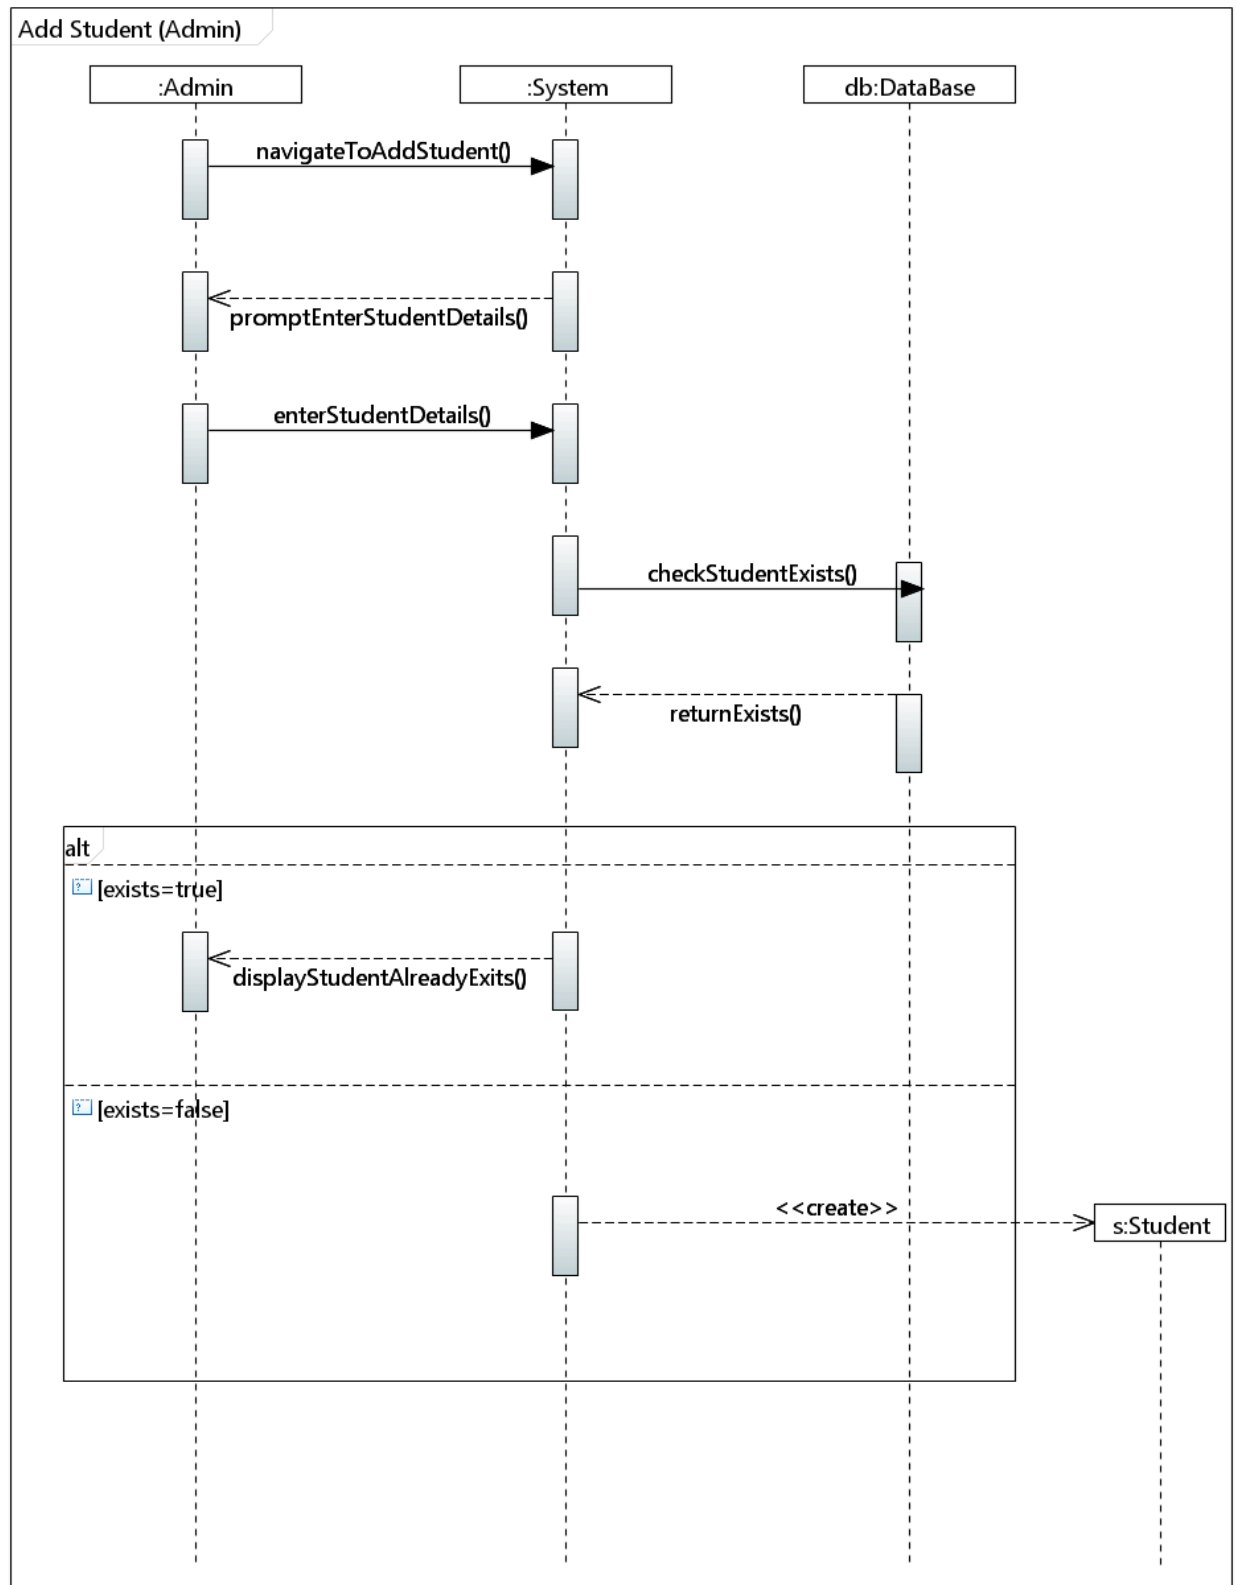 Add Student (Admin)
:Admin
:System
db:DataBase
navigateToAddStudent()
promptEnterStudentDetails()
enterStudentDetails()
checkStudentExists()
returnExists()
alt
[exists=true]
displayStudentAlreadyExits()
[exists=false]
<<create>>
s:Student